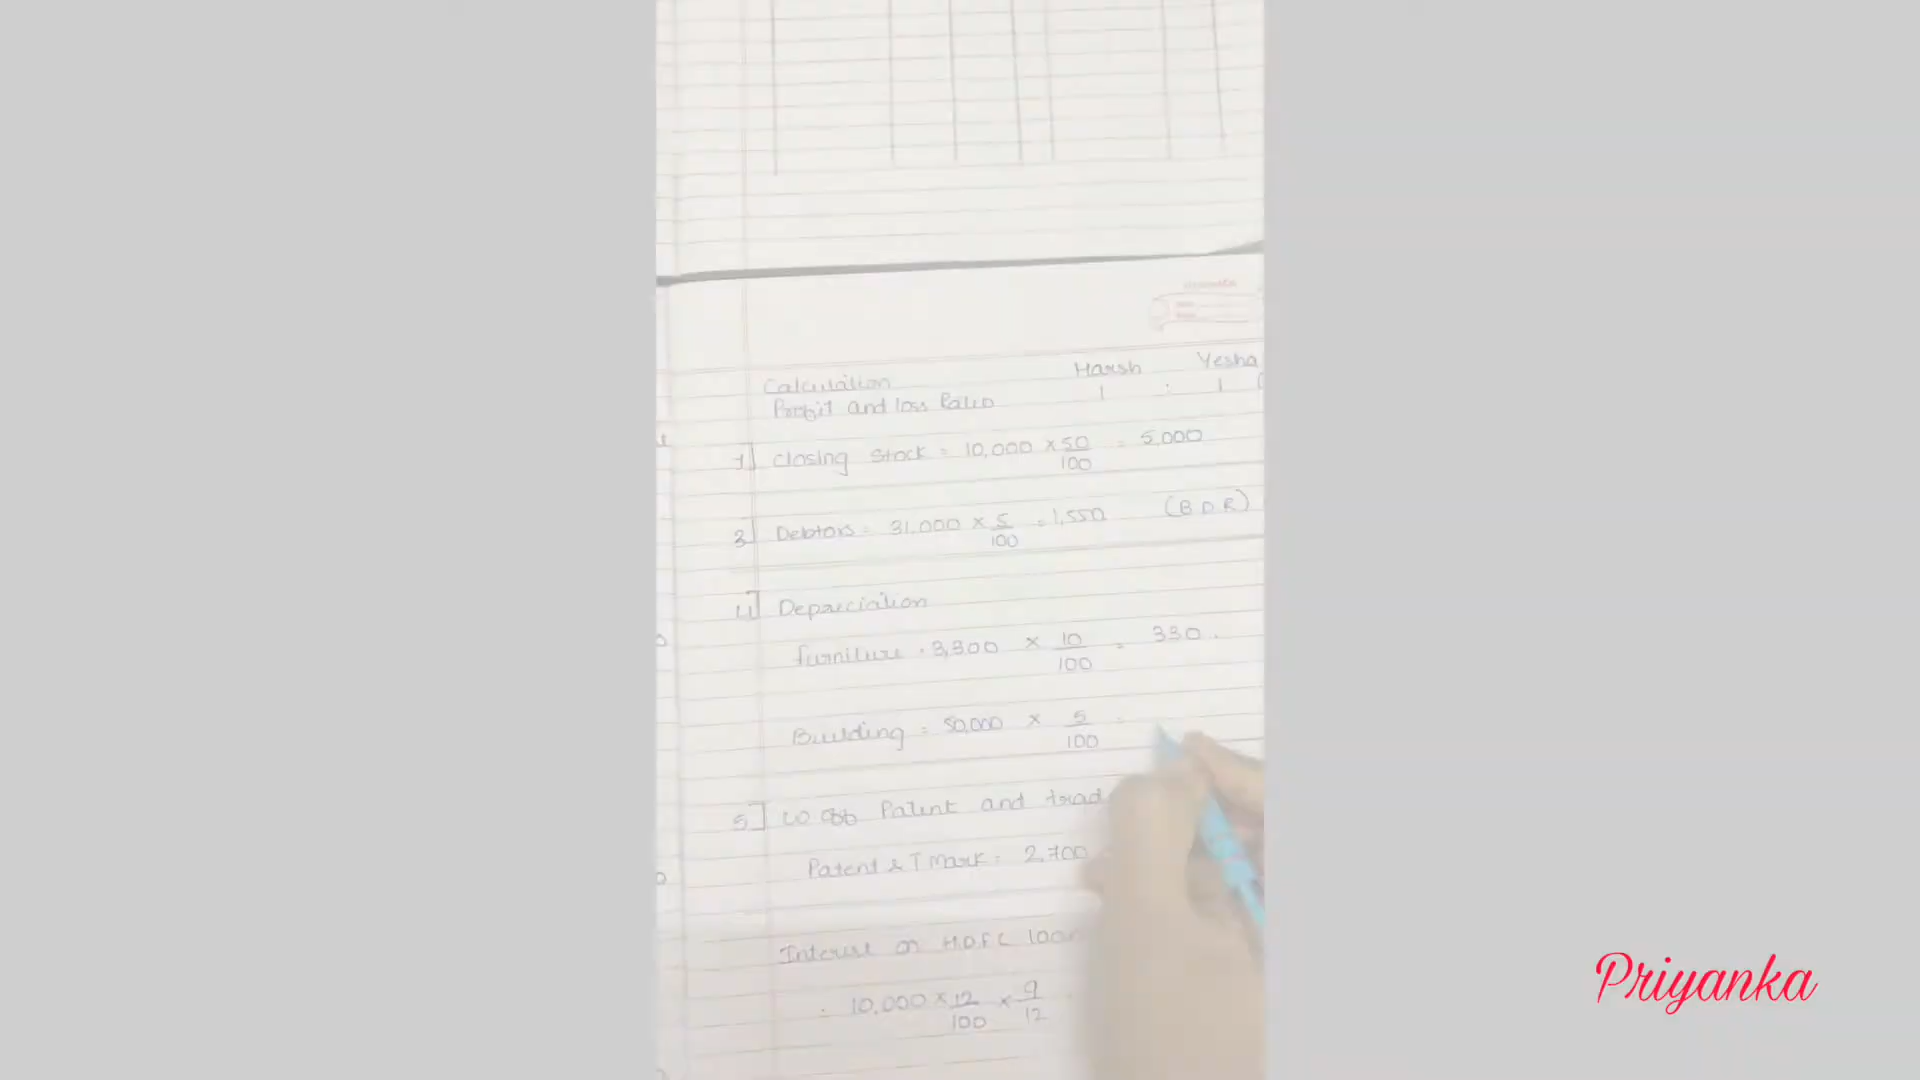 Calculation Harsh Yesha
Profit and loss Ratio 1 : 1
1] Closing Stock = 10,000 × 50/100 = 5,000
3] Debtors = 31,000 × 5/100 = 1,550 (B D R)
4] Depreciation
furniture = 3,300 × 10/100 = 330.
Building = 50,000 × 5/100 =
5] W off Patent and trad
Patent & T Mark = 2,700
Interest on H.D.F.C loan
= 10,000 × 12/100 × 9/12
Priyanka